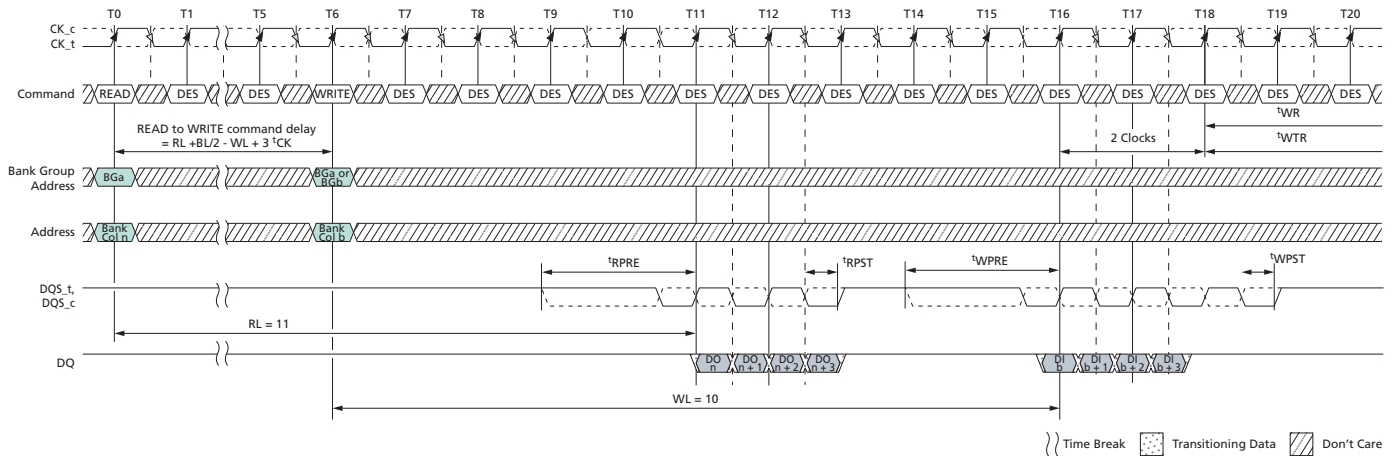 T0 T1 T5 T6 T7 T8 T9 T10 T11 T12 T13 T14 T15 T16 T17 T18 T19 T20
CK_c
CK_t
Command READ DES DES WRITE DES DES DES DES DES DES DES DES DES DES DES DES DES DES
tWR
READ to WRITE command delay
= RL +BL/2 - WL + 3 tCK
2 Clocks
tWTR
Bank Group
Address
BGa
BGa or
BGb
Address
Bank
Col n
Bank
Col b
tRPRE tRPST tWPRE tWPST
DQS_t,
DQS_c
RL = 11
DQ
DO
n
DO
n + 1
DO
n + 2
DO
n + 3
DI
b
DI
b + 1
DI
b + 2
DI
b + 3
WL = 10
Time Break Transitioning Data Don't Care